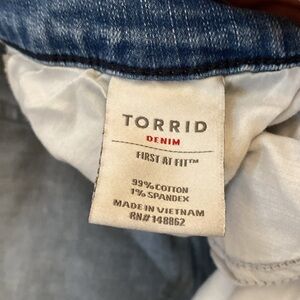 TORRID
DENIM
FIRST AT FIT™
99% COTTON
1% SPANDEX
MADE IN VIETNAM
RN# 148862